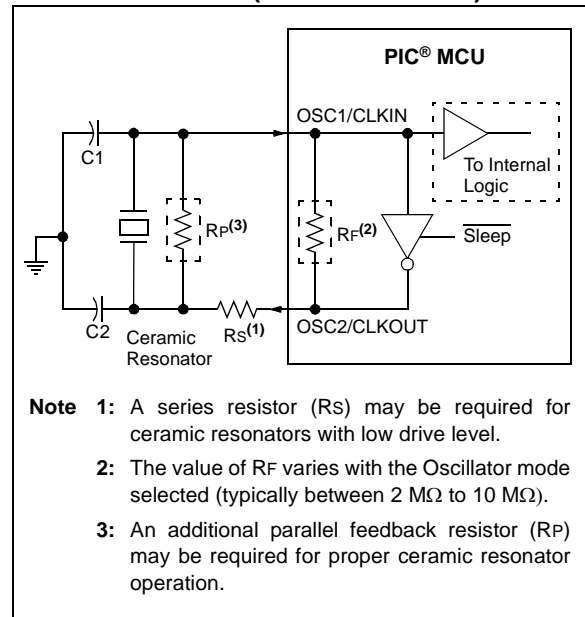 PIC® MCU
OSC1/CLKIN
C1
To Internal
Logic
RP(3)
RF(2)
Sleep
C2
Ceramic
Resonator
RS(1)
OSC2/CLKOUT
Note 1: A series resistor (RS) may be required for
ceramic resonators with low drive level.
2: The value of RF varies with the Oscillator mode
selected (typically between 2 MΩ to 10 MΩ).
3: An additional parallel feedback resistor (RP)
may be required for proper ceramic resonator
operation.